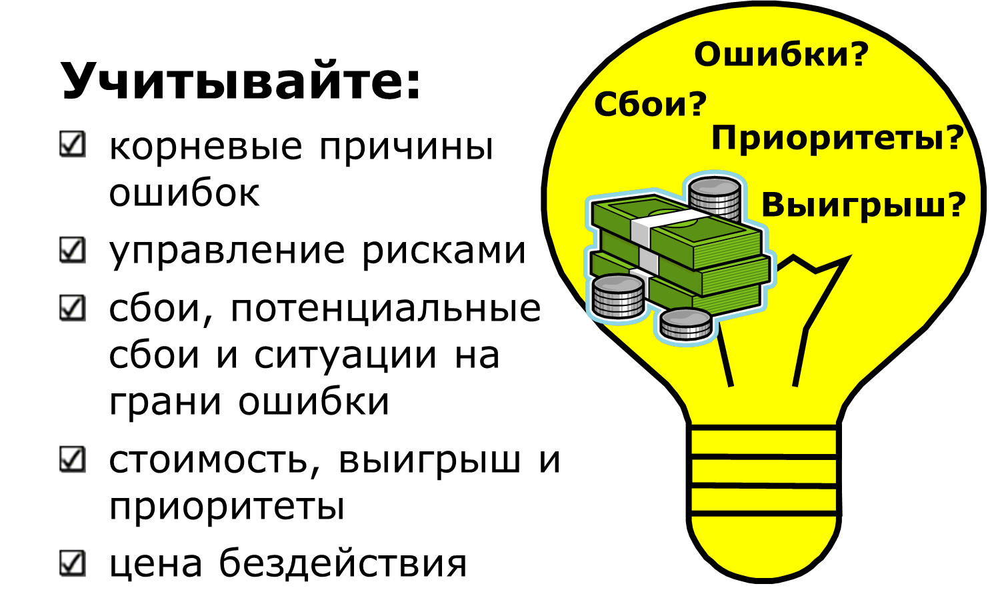 Учитывайте:
корневые причины
ошибок
управление рисками
сбои, потенциальные
сбои и ситуации на
грани ошибки
стоимость, выигрыш и
приоритеты
цена бездействия
Ошибки?
Сбои?
Приоритеты?
Выигрыш?